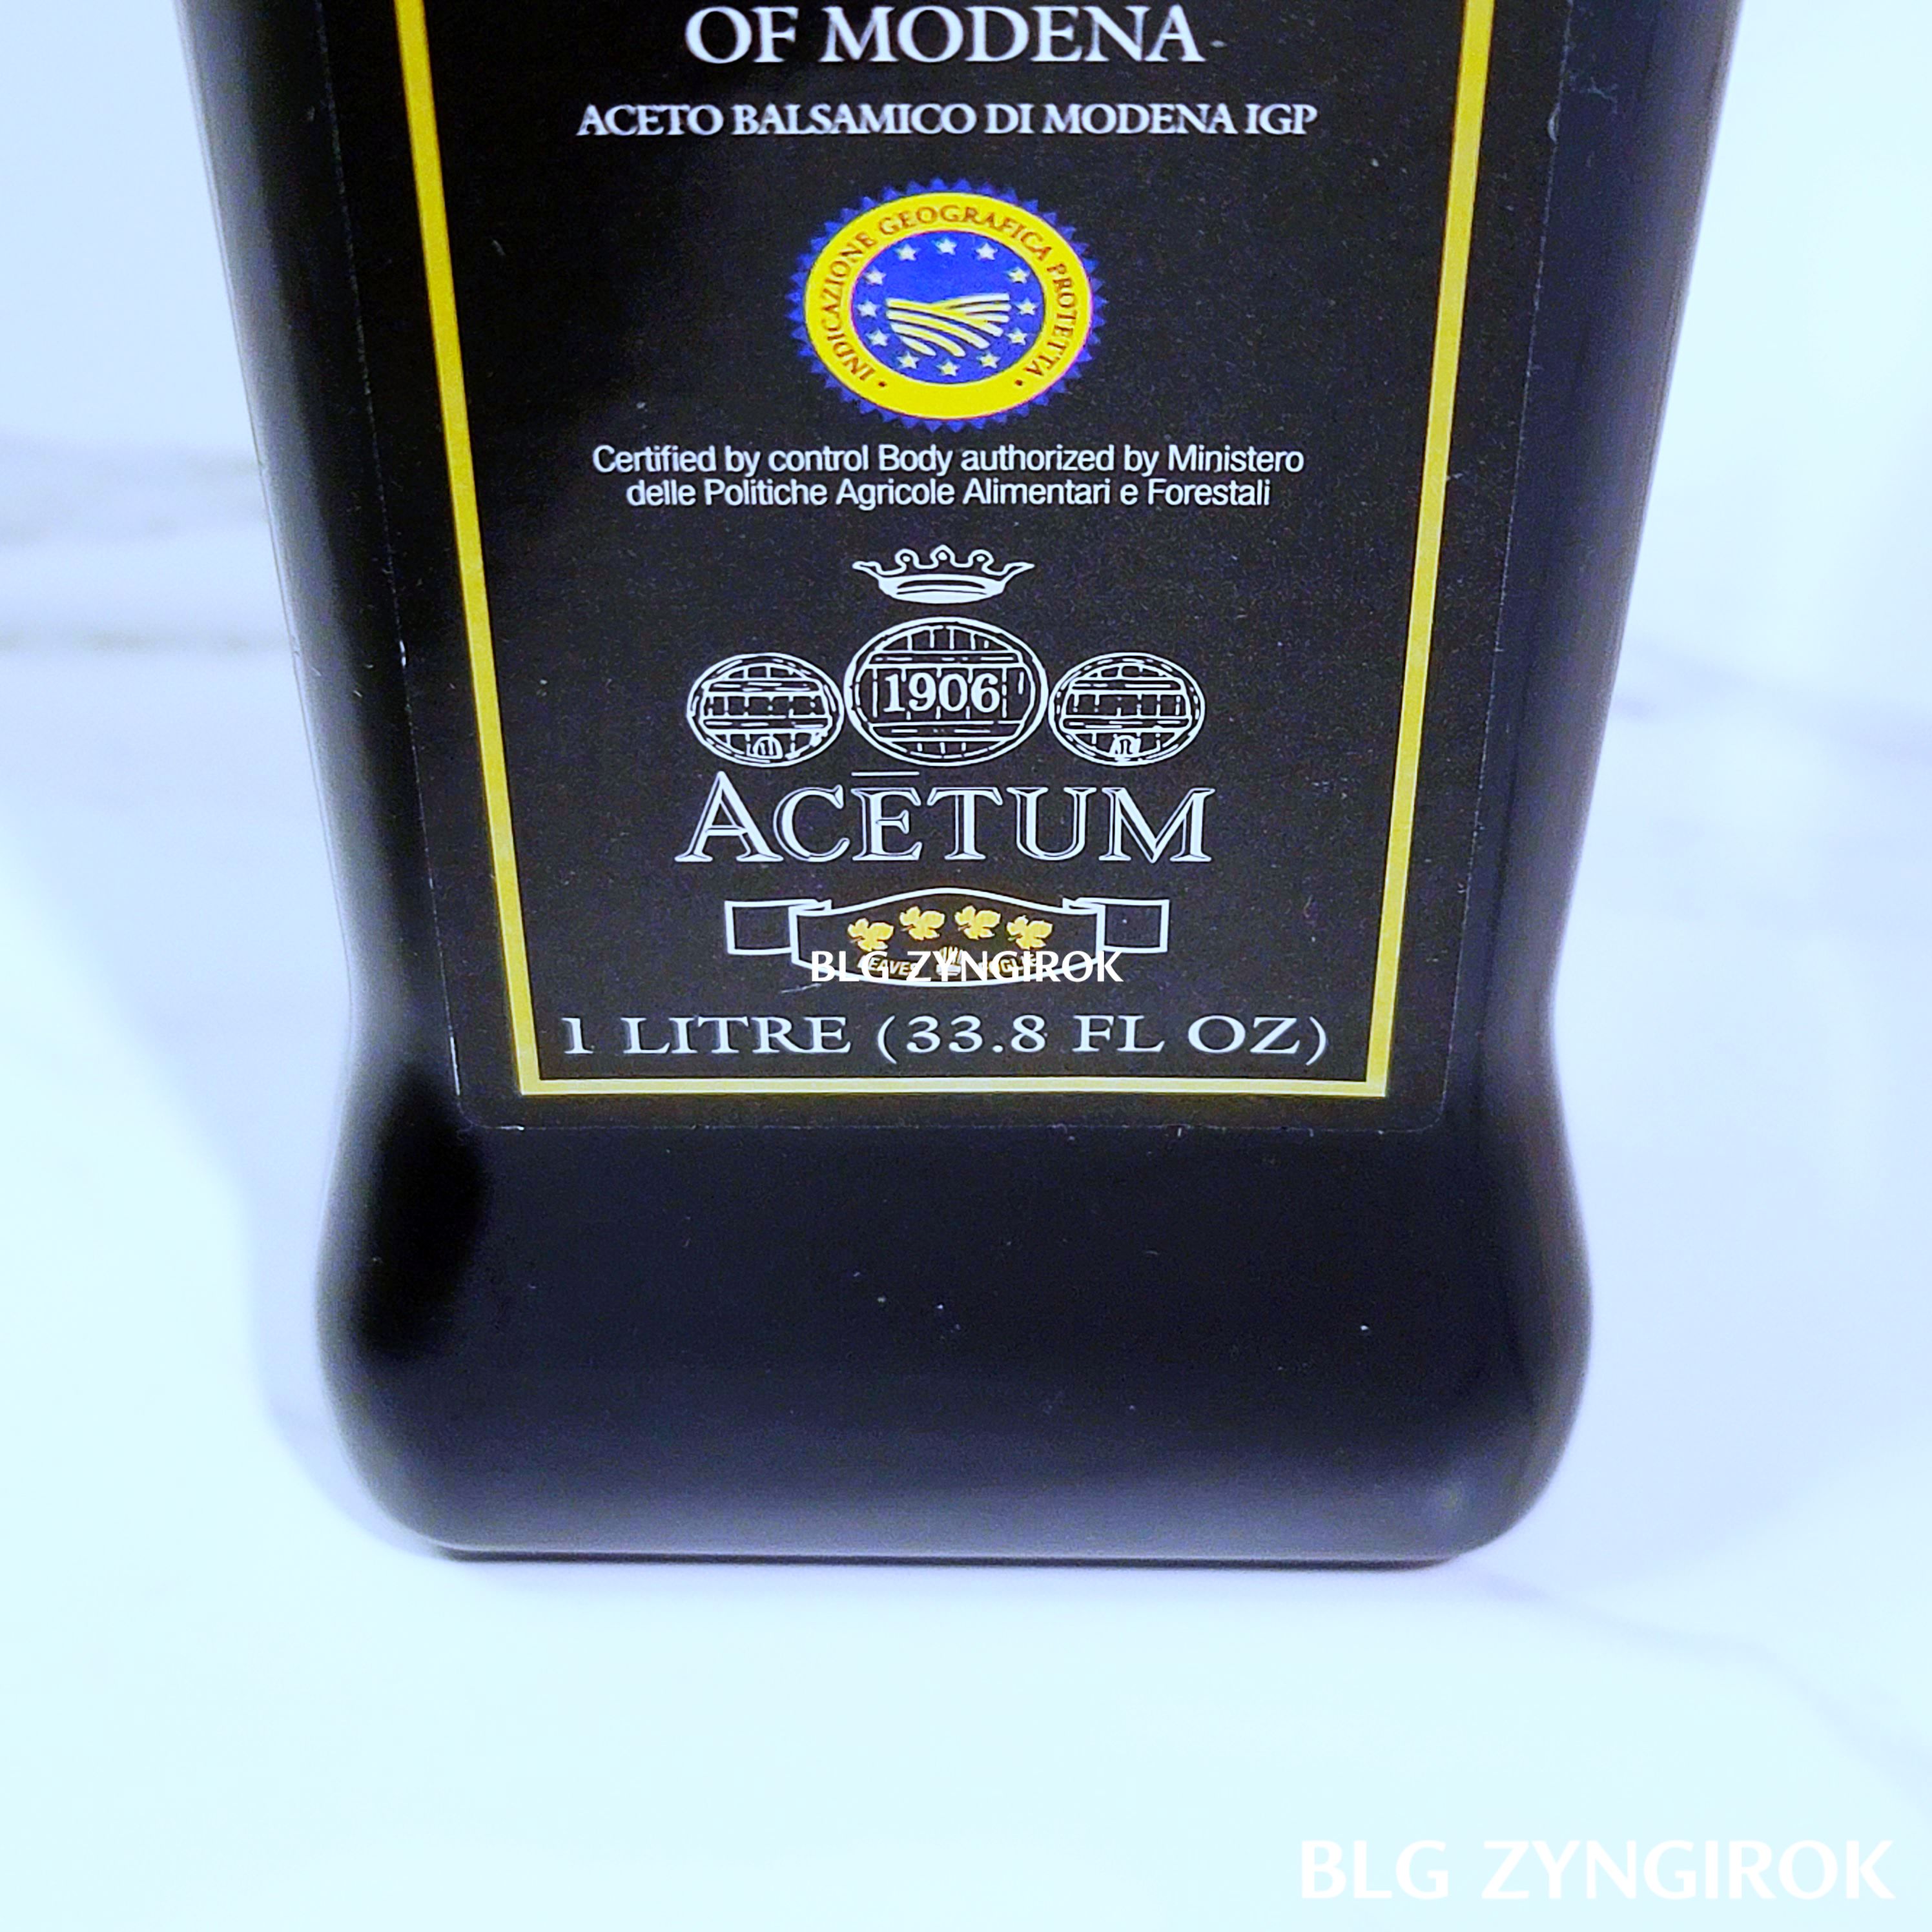 OF MODENA
ACETO BALSAMICO DI MODENA IGP
INDICAZIONE GEOGRAFICA PROTETTA
Certified by control Body authorized by Ministero
delle Politiche Agricole Alimentari e Forestali
1906
ACĒTUM
BLG ZYNGIROK
1 LITRE (33.8 FL OZ)
BLG ZYNGIROK